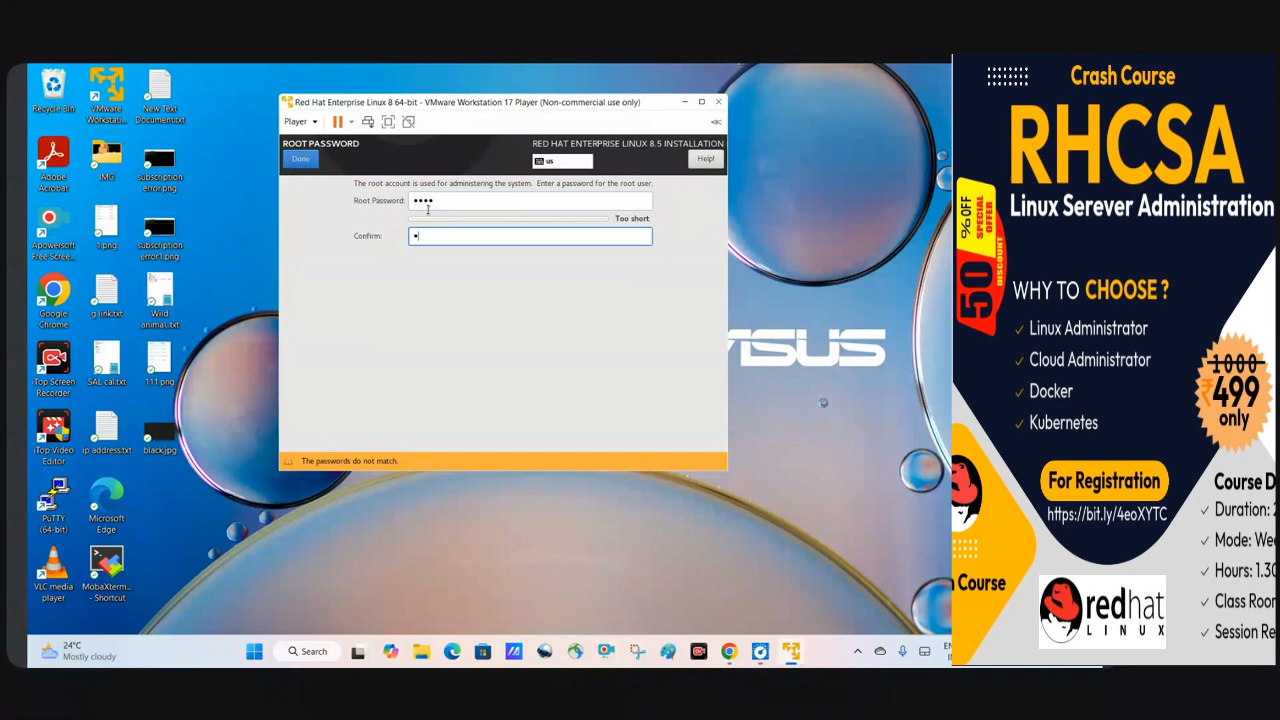 Recycle Bin
VMware Workstati...
New Text Document.txt
Adobe Acrobat
IMG
subscription error.png
Apowersoft Free Scree...
1.png
subscription error1.png
Google Chrome
g link.txt
Wild animal.txt
iTop Screen Recorder
SAL cal.txt
111.png
iTop Video Editor
ip address.txt
black.jpg
PuTTY (64-bit)
Microsoft Edge
VLC media player
MobaXterm... - Shortcut
Red Hat Enterprise Linux 8 64-bit - VMware Workstation 17 Player (Non-commercial use only)
Player
ROOT PASSWORD
RED HAT ENTERPRISE LINUX 8.5 INSTALLATION
Done
us
Help!
The root account is used for administering the system. Enter a password for the root user.
Root Password: ••••
Too short
Confirm: •
The passwords do not match.
24°C
Mostly cloudy
Search
Crash Course
RHCSA
Linux Serever Administration
50 %OFF
SPECIAL OFFER
DISCOUNT
WHY TO CHOOSE ?
✓ Linux Administrator
✓ Cloud Administrator
✓ Docker
✓ Kubernetes
1000
₹499
only
For Registration
https://bit.ly/4eoXYTC
Course D
✓ Duration: 2
✓ Mode: Wee
✓ Hours: 1.30
✓ Class Roor
✓ Session Re
Course
redhat
LINUX